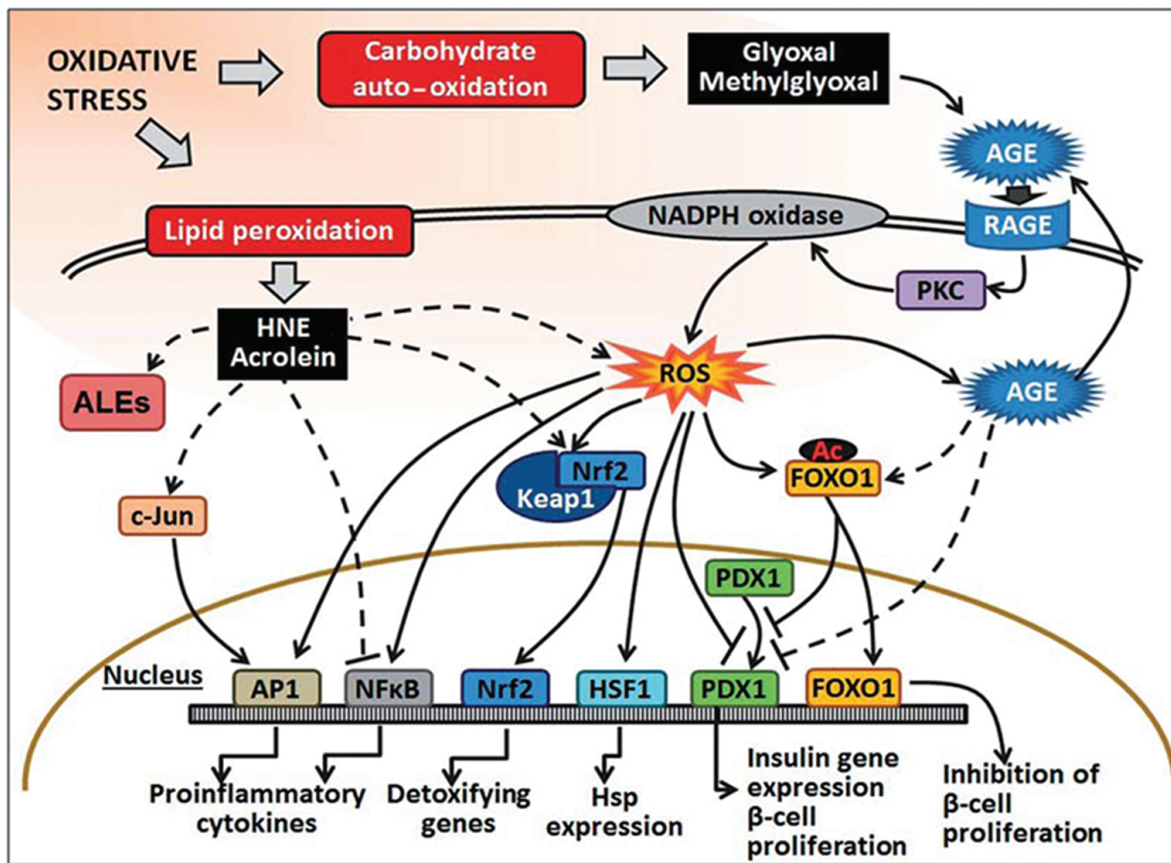 OXIDATIVE
STRESS
Carbohydrate
auto-oxidation
Glyoxal
Methylglyoxal
AGE
RAGE
NADPH oxidase
Lipid peroxidation
PKC
HNE
Acrolein
ROS
AGE
ALEs
Ac
FOXO1
Nrf2
Keap1
c-Jun
PDX1
Nucleus
AP1
NFκB
Nrf2
HSF1
PDX1
FOXO1
Proinflammatory
cytokines
Detoxifying
genes
Hsp
expression
Insulin gene
expression
β-cell
proliferation
Inhibition of
β-cell
proliferation